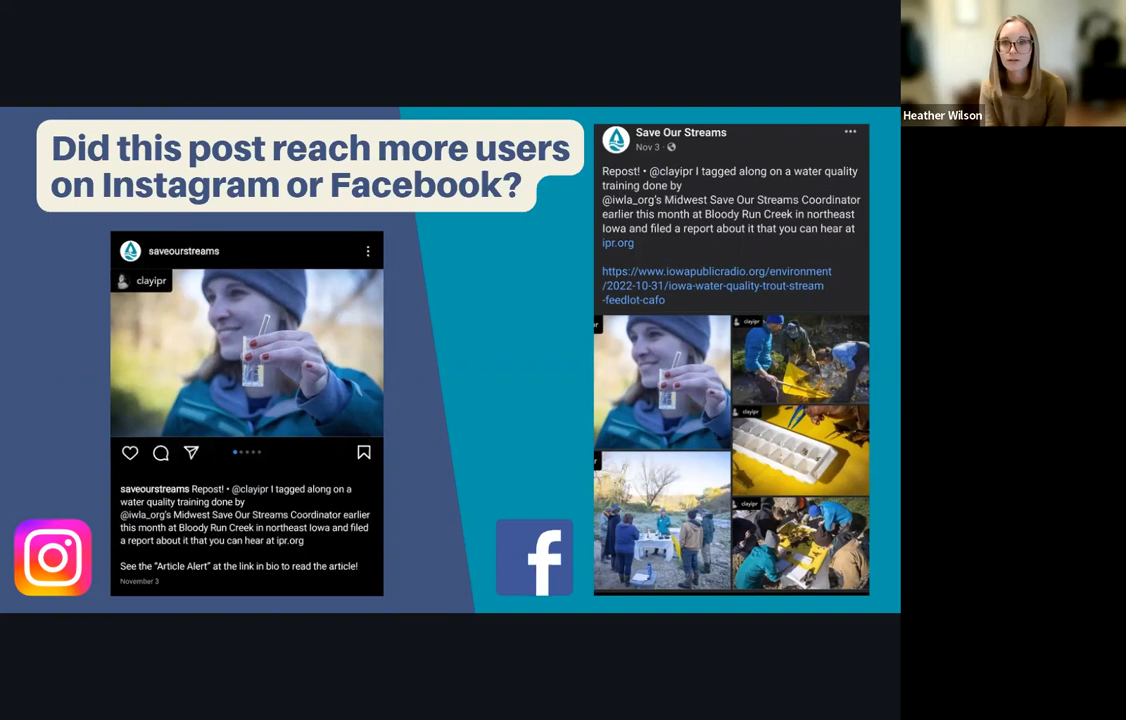 Did this post reach more users
on Instagram or Facebook?
saveourstreams
clayipr
saveourstreams Repost! • @clayipr I tagged along on a
water quality training done by
@iwla_org's Midwest Save Our Streams Coordinator earlier
this month at Bloody Run Creek in northeast Iowa and filed
a report about it that you can hear at ipr.org
See the "Article Alert" at the link in bio to read the article!
November 3
Save Our Streams
Nov 3 ·
Repost! • @clayipr I tagged along on a water quality
training done by
@iwla_org's Midwest Save Our Streams Coordinator
earlier this month at Bloody Run Creek in northeast
Iowa and filed a report about it that you can hear at
ipr.org
https://www.iowapublicradio.org/environment
/2022-10-31/iowa-water-quality-trout-stream
-feedlot-cafo
clayipr
clayipr
clayipr
Heather Wilson